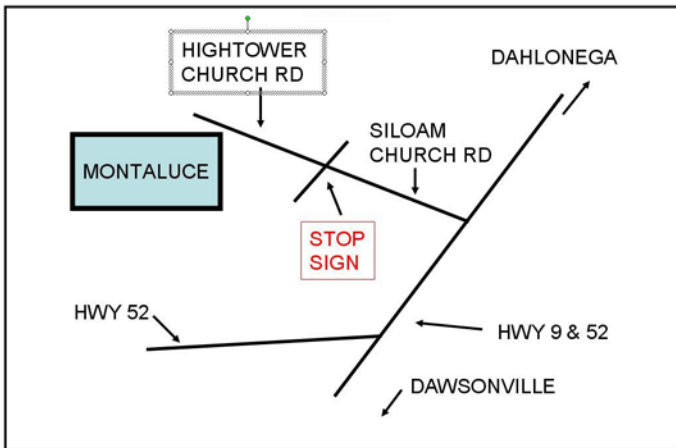 HIGHTOWER
CHURCH RD
DAHLONEGA
SILOAM
CHURCH RD
MONTALUCE
STOP
SIGN
HWY 52
HWY 9 & 52
DAWSONVILLE